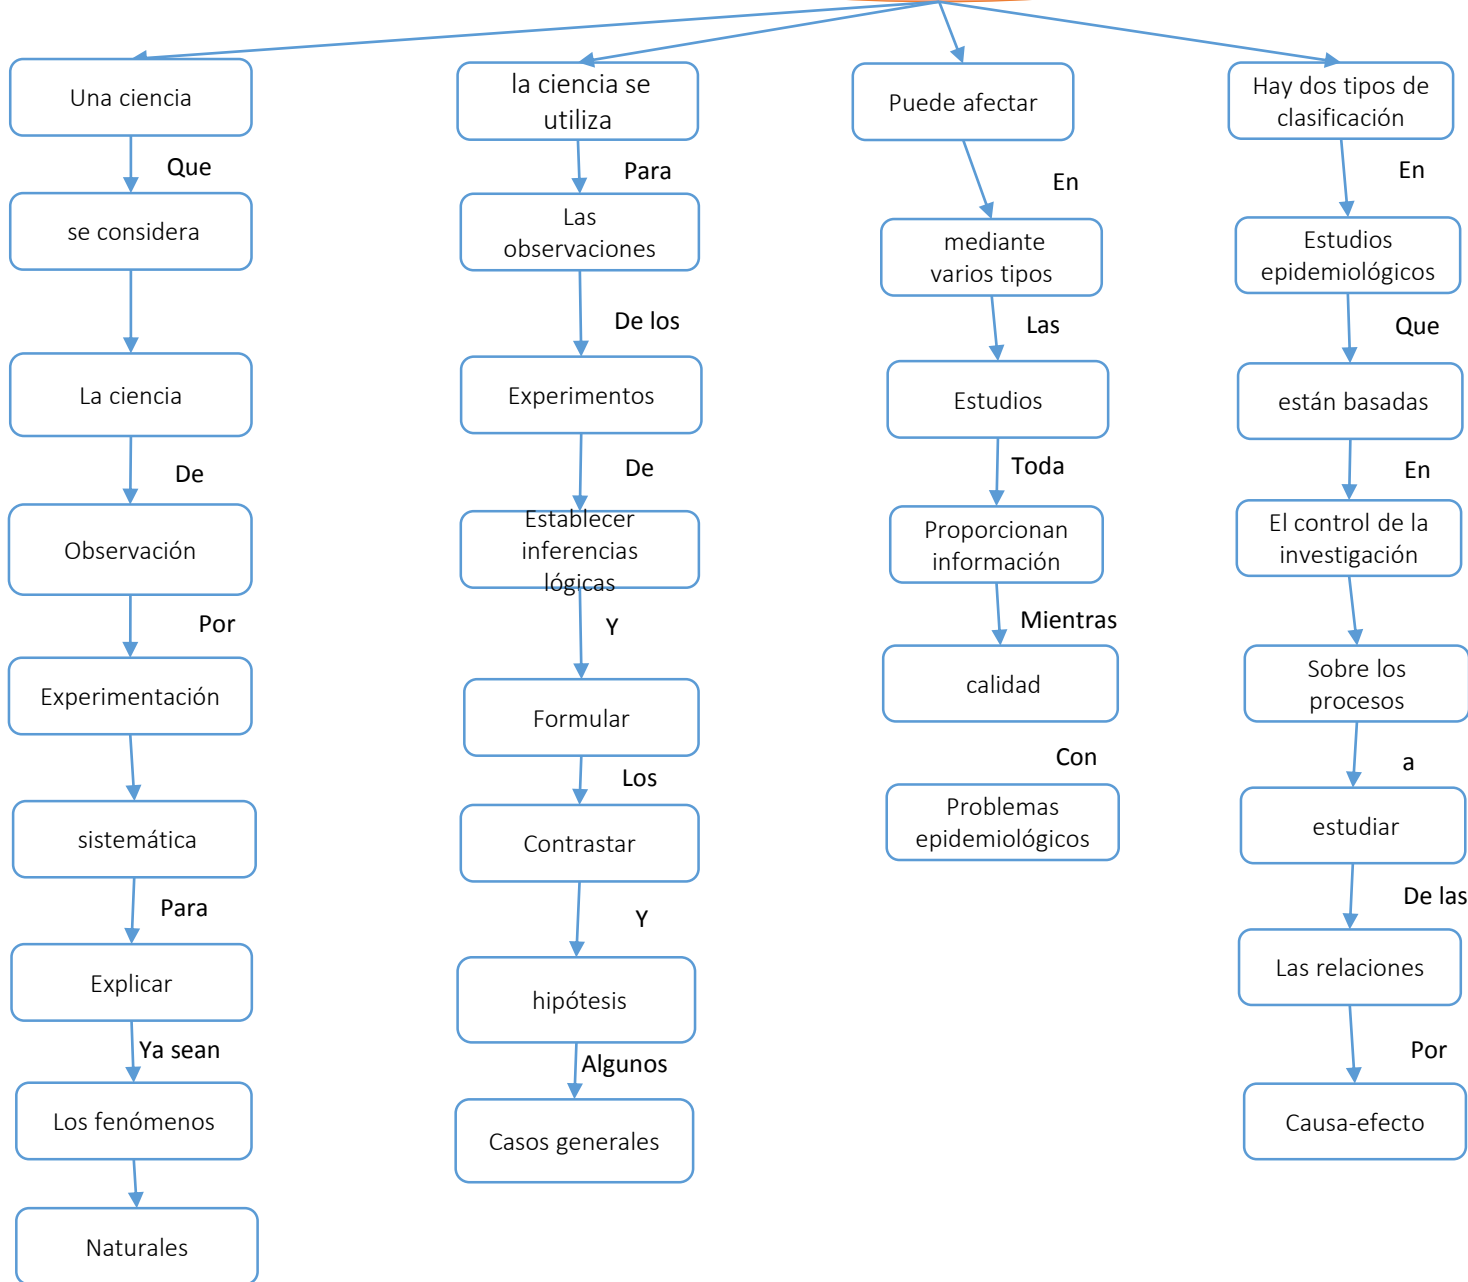 Una ciencia
Que
se considera
La ciencia
De
Observación
Por
Experimentación
sistemática
Para
Explicar
Ya sean
Los fenómenos
Naturales
la ciencia se
utiliza
Para
Las
observaciones
De los
Experimentos
De
Establecer
inferencias
lógicas
Y
Formular
Los
Contrastar
Y
hipótesis
Algunos
Casos generales
Puede afectar
En
mediante
varios tipos
Las
Estudios
Toda
Proporcionan
información
Mientras
calidad
Con
Problemas
epidemiológicos
Hay dos tipos de
clasificación
En
Estudios
epidemiológicos
Que
están basadas
En
El control de la
investigación
Sobre los
procesos
a
estudiar
De las
Las relaciones
Por
Causa-efecto